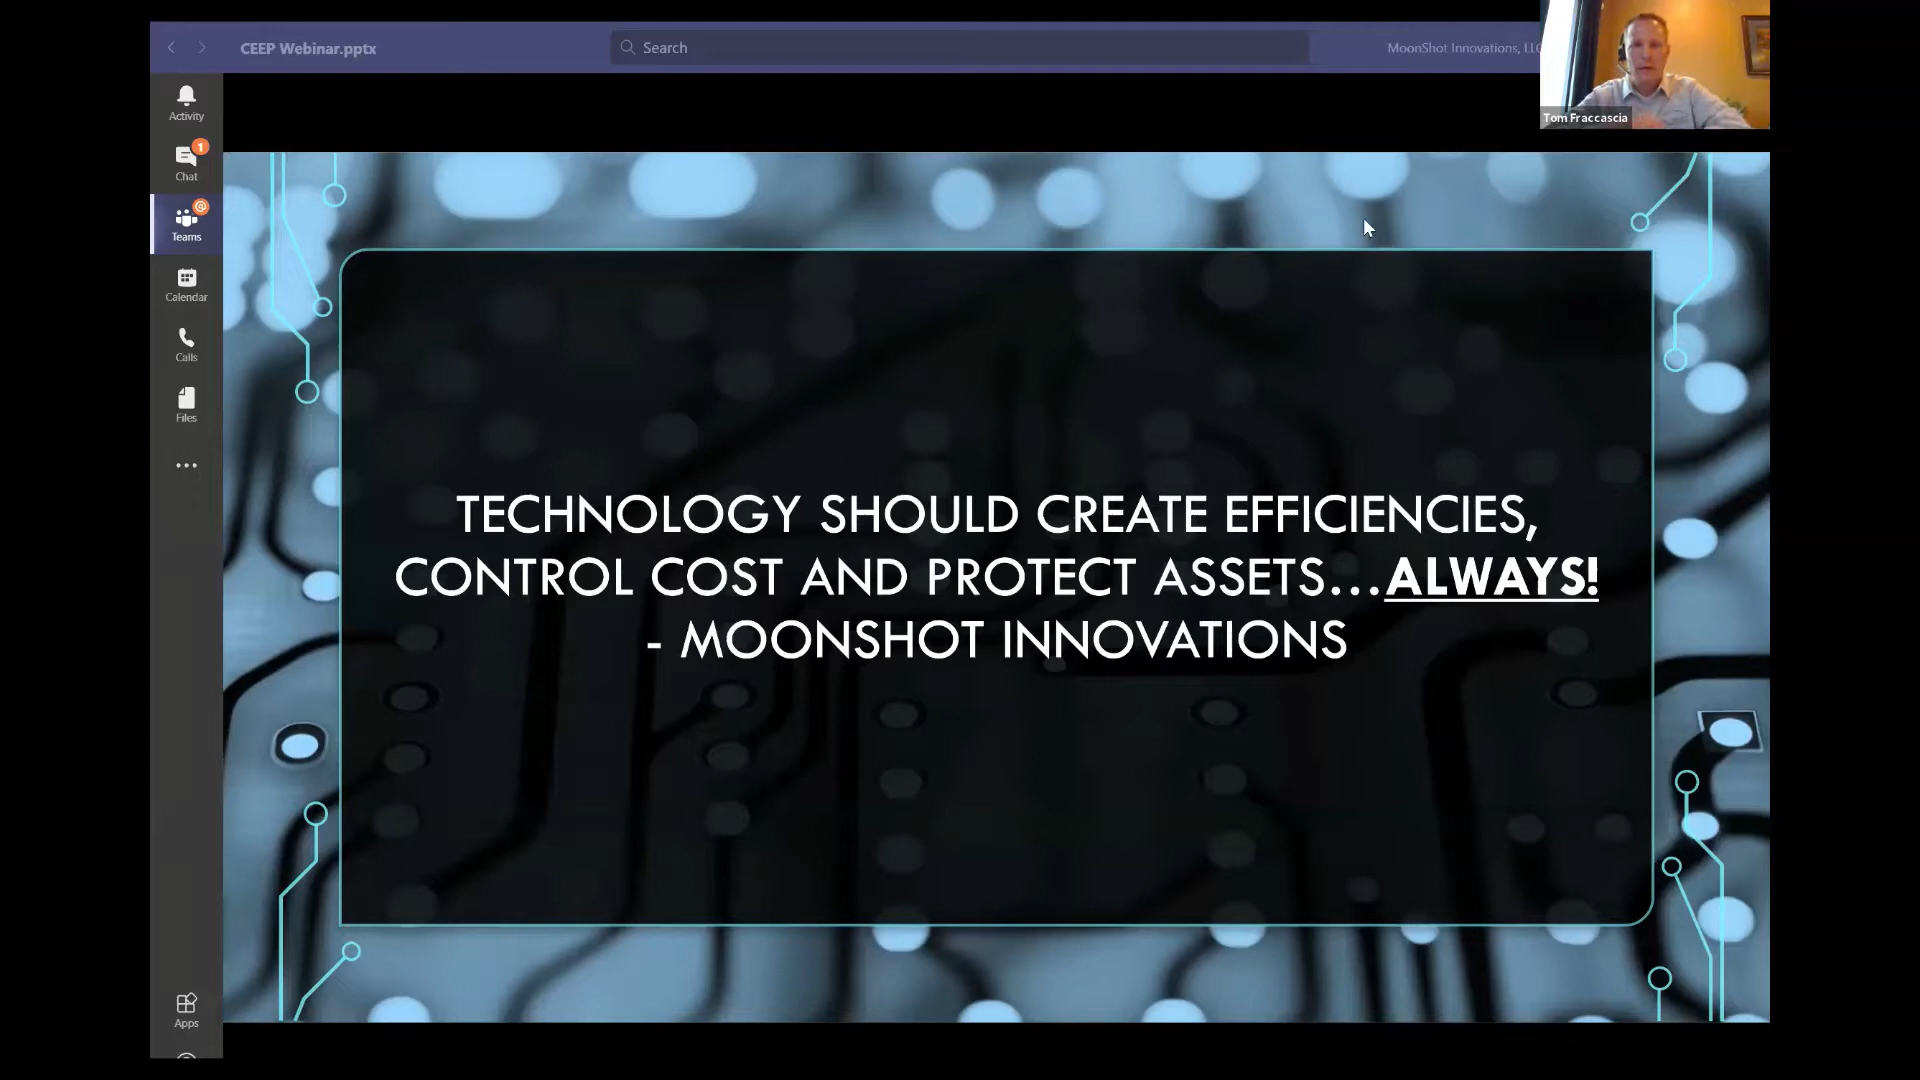 CEEP Webinar.pptx
Search
MoonShot Innovations, LLC
Tom Fraccascia
Activity
1
Chat
@
Teams
Calendar
Calls
Files
TECHNOLOGY SHOULD CREATE EFFICIENCIES,
CONTROL COST AND PROTECT ASSETS...ALWAYS!
- MOONSHOT INNOVATIONS
Apps